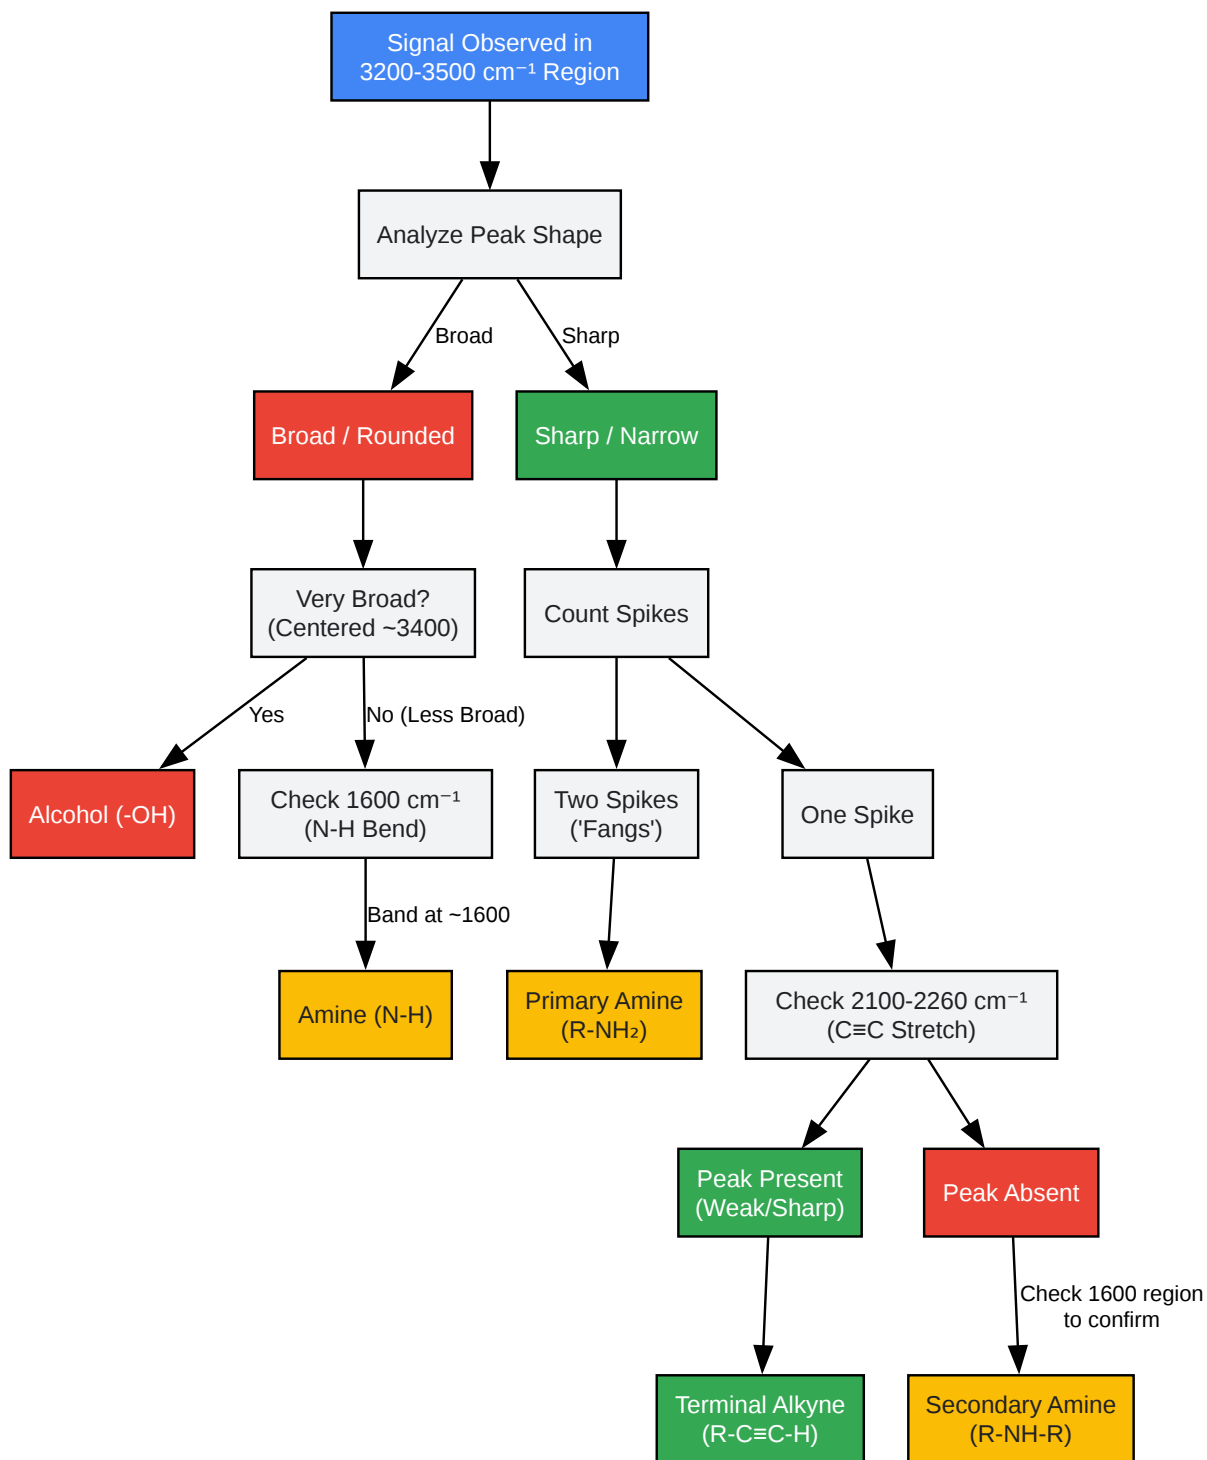 Signal Observed in
3200-3500 cm⁻¹ Region
Analyze Peak Shape
Broad
Sharp
Broad / Rounded
Sharp / Narrow
Very Broad?
(Centered ~3400)
Count Spikes
Yes
No (Less Broad)
Alcohol (-OH)
Check 1600 cm⁻¹
(N-H Bend)
Two Spikes
('Fangs')
One Spike
Band at ~1600
Amine (N-H)
Primary Amine
(R-NH₂)
Check 2100-2260 cm⁻¹
(C≡C Stretch)
Peak Present
(Weak/Sharp)
Peak Absent
Check 1600 region
to confirm
Terminal Alkyne
(R-C≡C-H)
Secondary Amine
(R-NH-R)